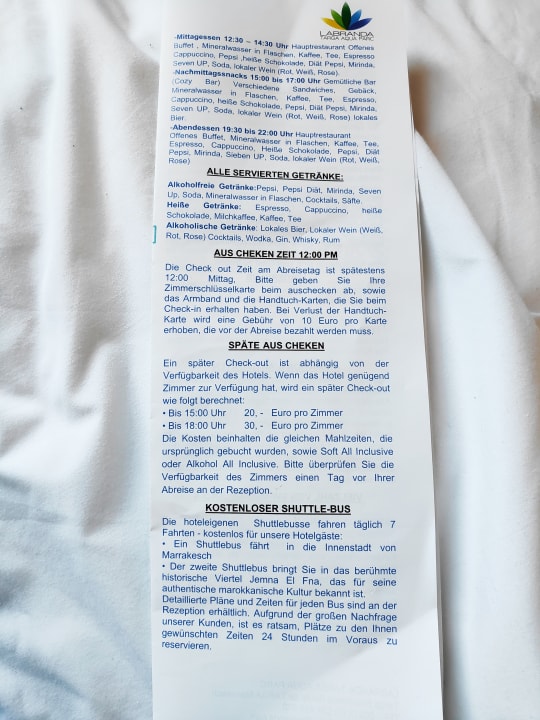 LABRANDA
TARGA AQUA PARC
-Mittagessen 12:30 – 14:30 Uhr Hauptrestaurant Offenes
Buffet , Mineralwasser in Flaschen, Kaffee, Tee, Espresso
Cappuccino, Pepsi ,heiße Schokolade, Diät Pepsi, Mirinda,
Seven UP, Soda, lokaler Wein (Rot, Weiß, Rose).
-Nachmittagssnacks 15:00 bis 17:00 Uhr Gemütliche Bar
(Cozy Bar) Verschiedene Sandwiches, Gebäck,
Mineralwasser in Flaschen, Kaffee, Tee, Espresso,
Cappuccino, heiße Schokolade, Pepsi, Diät Pepsi, Mirinda,
Seven UP, Soda, lokaler Wein (Rot, Weiß, Rose) lokales
Bier.
-Abendessen 19:30 bis 22:00 Uhr Hauptrestaurant
Offenes Buffet, Mineralwasser in Flaschen, Kaffee, Tee,
Espresso, Cappuccino, Heiße Schokolade, Pepsi, Diät
Pepsi, Mirinda, Sieben UP, Soda, lokaler Wein (Rot, Weiß,
Rose)
ALLE SERVIERTEN GETRÄNKE:
Alkoholfreie Getränke:Pepsi, Pepsi Diät, Mirinda, Seven
Up, Soda, Mineralwasser in Flaschen, Cocktails, Säfte.
Heiße Getränke: Espresso, Cappuccino, heiße
Schokolade, Milchkaffee, Kaffee, Tee
Alkoholische Getränke: Lokales Bier, Lokaler Wein (Weiß,
Rot, Rose) Cocktails, Wodka, Gin, Whisky, Rum
AUS CHEKEN ZEIT 12:00 PM
Die Check out Zeit am Abreisetag ist spätestens
12:00 Mittag, Bitte geben Sie Ihre
Zimmerschlüsselkarte beim auschecken ab, sowie
das Armband und die Handtuch-Karten, die Sie beim
Check-in erhalten haben. Bei Verlust der Handtuch-
Karte wird eine Gebühr von 10 Euro pro Karte
erhoben, die vor der Abreise bezahlt werden muss.
SPÄTE AUS CHEKEN
Ein später Check-out ist abhängig von der
Verfügbarkeit des Hotels. Wenn das Hotel genügend
Zimmer zur Verfügung hat, wird ein später Check-out
wie folgt berechnet:
• Bis 15:00 Uhr 20, - Euro pro Zimmer
• Bis 18:00 Uhr 30, - Euro pro Zimmer
Die Kosten beinhalten die gleichen Mahlzeiten, die
ursprünglich gebucht wurden, sowie Soft All Inclusive
oder Alkohol All Inclusive. Bitte überprüfen Sie die
Verfügbarkeit des Zimmers einen Tag vor Ihrer
Abreise an der Rezeption.
KOSTENLOSER SHUTTLE-BUS
Die hoteleigenen Shuttlebusse fahren täglich 7
Fahrten - kostenlos für unsere Hotelgäste:
• Ein Shuttlebus fährt in die Innenstadt von
Marrakesch
• Der zweite Shuttlebus bringt Sie in das berühmte
historische Viertel Jemna El Fna, das für seine
authentische marokkanische Kultur bekannt ist.
Detaillierte Pläne und Zeiten für jeden Bus sind an der
Rezeption erhältlich. Aufgrund der großen Nachfrage
unserer Kunden, ist es ratsam, Plätze zu den Ihnen
gewünschten Zeiten 24 Stunden im Voraus zu
reservieren.